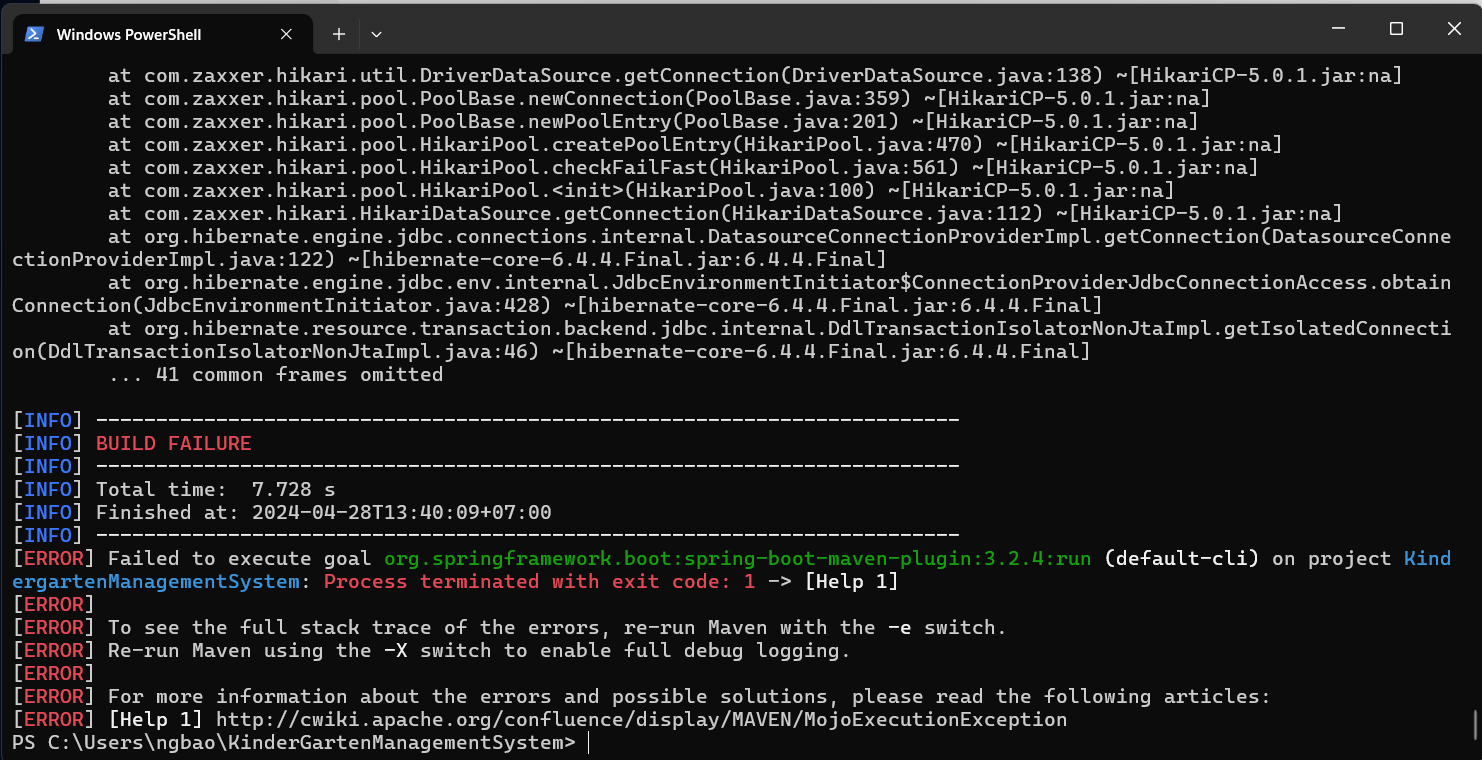 Windows PowerShell
        at com.zaxxer.hikari.util.DriverDataSource.getConnection(DriverDataSource.java:138) ~[HikariCP-5.0.1.jar:na]
        at com.zaxxer.hikari.pool.PoolBase.newConnection(PoolBase.java:359) ~[HikariCP-5.0.1.jar:na]
        at com.zaxxer.hikari.pool.PoolBase.newPoolEntry(PoolBase.java:201) ~[HikariCP-5.0.1.jar:na]
        at com.zaxxer.hikari.pool.HikariPool.createPoolEntry(HikariPool.java:470) ~[HikariCP-5.0.1.jar:na]
        at com.zaxxer.hikari.pool.HikariPool.checkFailFast(HikariPool.java:561) ~[HikariCP-5.0.1.jar:na]
        at com.zaxxer.hikari.pool.HikariPool.<init>(HikariPool.java:100) ~[HikariCP-5.0.1.jar:na]
        at com.zaxxer.hikari.HikariDataSource.getConnection(HikariDataSource.java:112) ~[HikariCP-5.0.1.jar:na]
        at org.hibernate.engine.jdbc.connections.internal.DatasourceConnectionProviderImpl.getConnection(DatasourceConne
ctionProviderImpl.java:122) ~[hibernate-core-6.4.4.Final.jar:6.4.4.Final]
        at org.hibernate.engine.jdbc.env.internal.JdbcEnvironmentInitiator$ConnectionProviderJdbcConnectionAccess.obtain
Connection(JdbcEnvironmentInitiator.java:428) ~[hibernate-core-6.4.4.Final.jar:6.4.4.Final]
        at org.hibernate.resource.transaction.backend.jdbc.internal.DdlTransactionIsolatorNonJtaImpl.getIsolatedConnecti
on(DdlTransactionIsolatorNonJtaImpl.java:46) ~[hibernate-core-6.4.4.Final.jar:6.4.4.Final]
        ... 41 common frames omitted
[INFO] ------------------------------------------------------------------------
[INFO] BUILD FAILURE
[INFO] ------------------------------------------------------------------------
[INFO] Total time:  7.728 s
[INFO] Finished at: 2024-04-28T13:40:09+07:00
[INFO] ------------------------------------------------------------------------
[ERROR] Failed to execute goal org.springframework.boot:spring-boot-maven-plugin:3.2.4:run (default-cli) on project Kind
ergartenManagementSystem: Process terminated with exit code: 1 -> [Help 1]
[ERROR]
[ERROR] To see the full stack trace of the errors, re-run Maven with the -e switch.
[ERROR] Re-run Maven using the -X switch to enable full debug logging.
[ERROR]
[ERROR] For more information about the errors and possible solutions, please read the following articles:
[ERROR] [Help 1] http://cwiki.apache.org/confluence/display/MAVEN/MojoExecutionException
PS C:\Users\ngbao\KinderGartenManagementSystem>